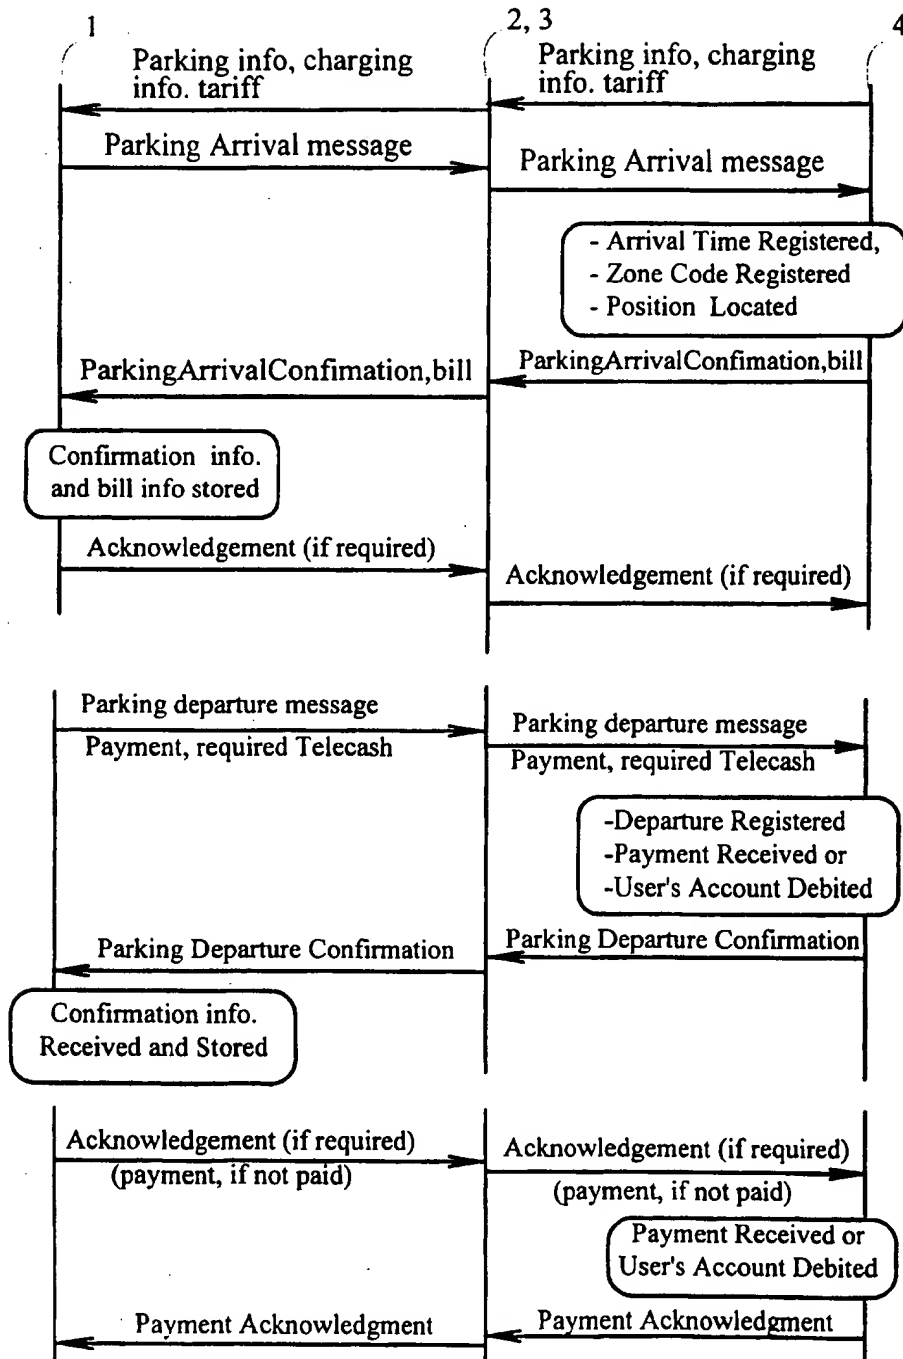 1
2, 3
4
Parking info, charging
info. tariff
Parking info, charging
info. tariff
Parking Arrival message
Parking Arrival message
- Arrival Time Registered,
- Zone Code Registered
- Position Located
ParkingArrivalConfimation,bill
ParkingArrivalConfimation,bill
Confirmation info.
and bill info stored
Acknowledgement (if required)
Acknowledgement (if required)
Parking departure message
Payment, required Telecash
Parking departure message
Payment, required Telecash
-Departure Registered
-Payment Received or
-User's Account Debited
Parking Departure Confirmation
Parking Departure Confirmation
Confirmation info.
Received and Stored
Acknowledgement (if required)
(payment, if not paid)
Acknowledgement (if required)
(payment, if not paid)
Payment Received or
User's Account Debited
Payment Acknowledgment
Payment Acknowledgment